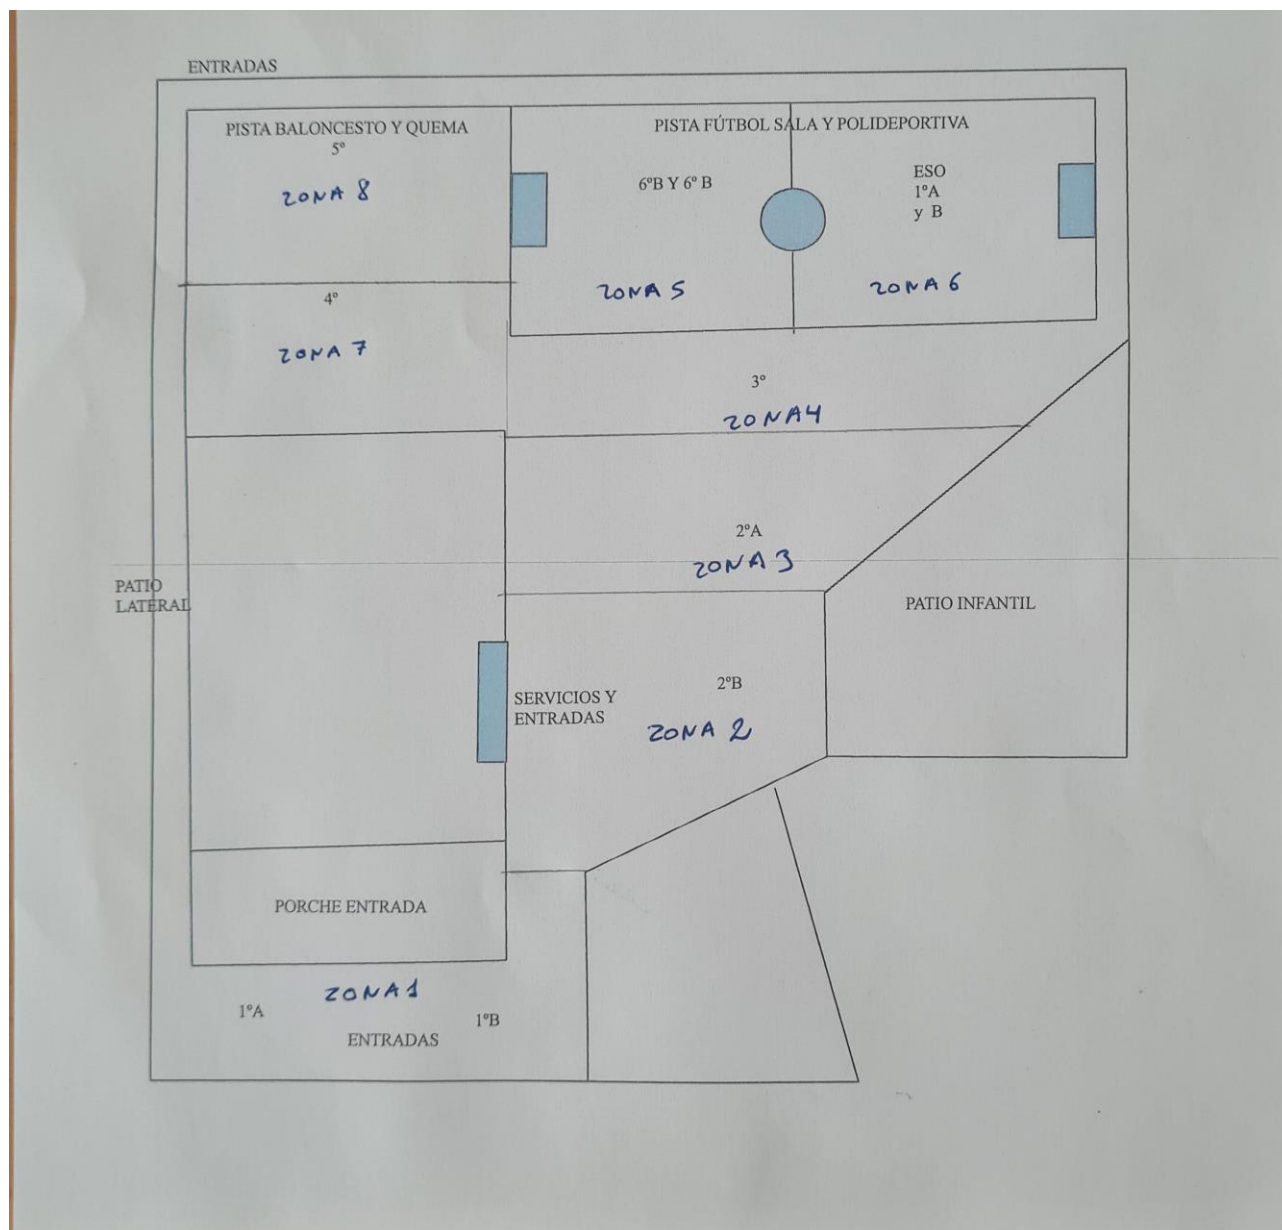 ENTRADAS
PISTA BALONCESTO Y QUEMA
5º
ZONA 8
PISTA FÚTBOL SALA Y POLIDEPORTIVA
6ºB Y 6º B
ZONA 5
ESO
1ºA
y B
ZONA 6
4º
ZONA 7
3º
ZONA 4
2ºA
ZONA 3
PATIO
LATERAL
PATIO INFANTIL
SERVICIOS Y
ENTRADAS
2ºB
ZONA 2
PORCHE ENTRADA
ZONA 1
1ºA
1ºB
ENTRADAS